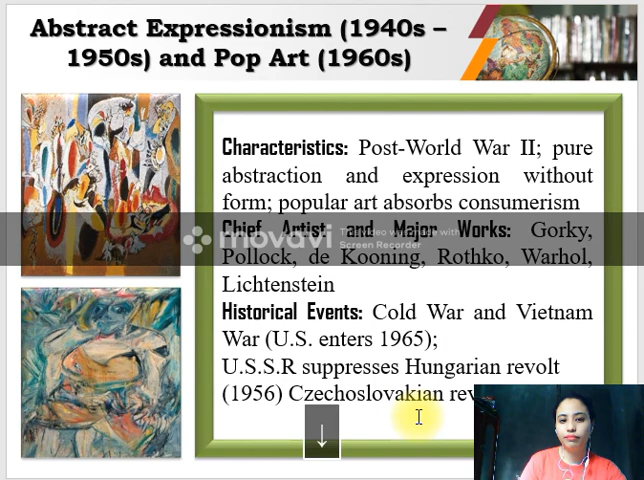 Abstract Expressionism (1940s –
1950s) and Pop Art (1960s)
Characteristics: Post-World War II; pure
abstraction and expression without
form; popular art absorbs consumerism
Chief Artist and Major Works: Gorky,
movavi
Screen Recorder
Pollock, de Kooning, Rothko, Warhol,
Lichtenstein
Historical Events: Cold War and Vietnam
War (U.S. enters 1965);
U.S.S.R suppresses Hungarian revolt
(1956) Czechoslovakian